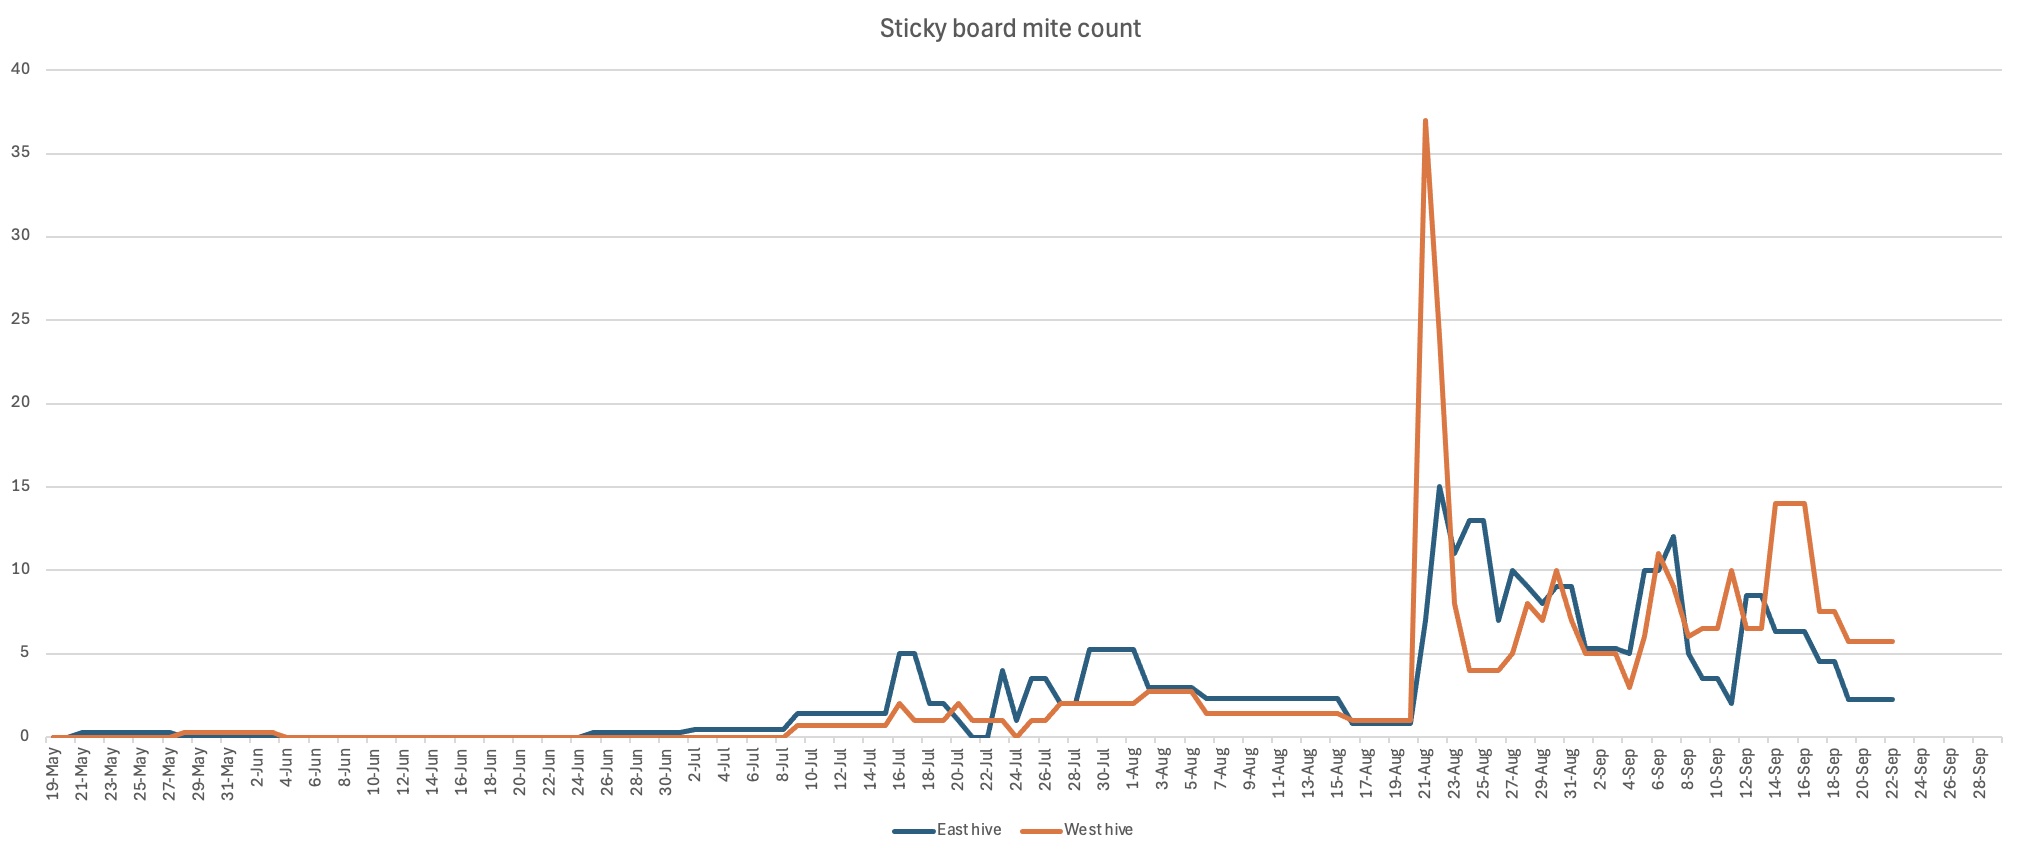 Sticky board mite count
40
35
30
25
20
15
10
5
0
19-May
21-May
23-May
25-May
27-May
29-May
31-May
2-Jun
4-Jun
6-Jun
8-Jun
10-Jun
12-Jun
14-Jun
16-Jun
18-Jun
20-Jun
22-Jun
24-Jun
26-Jun
28-Jun
30-Jun
2-Jul
4-Jul
6-Jul
8-Jul
10-Jul
12-Jul
14-Jul
16-Jul
18-Jul
20-Jul
22-Jul
24-Jul
26-Jul
28-Jul
30-Jul
1-Aug
3-Aug
5-Aug
7-Aug
9-Aug
11-Aug
13-Aug
15-Aug
17-Aug
19-Aug
21-Aug
23-Aug
25-Aug
27-Aug
29-Aug
31-Aug
2-Sep
4-Sep
6-Sep
8-Sep
10-Sep
12-Sep
14-Sep
16-Sep
18-Sep
20-Sep
22-Sep
24-Sep
26-Sep
28-Sep
East hive
West hive